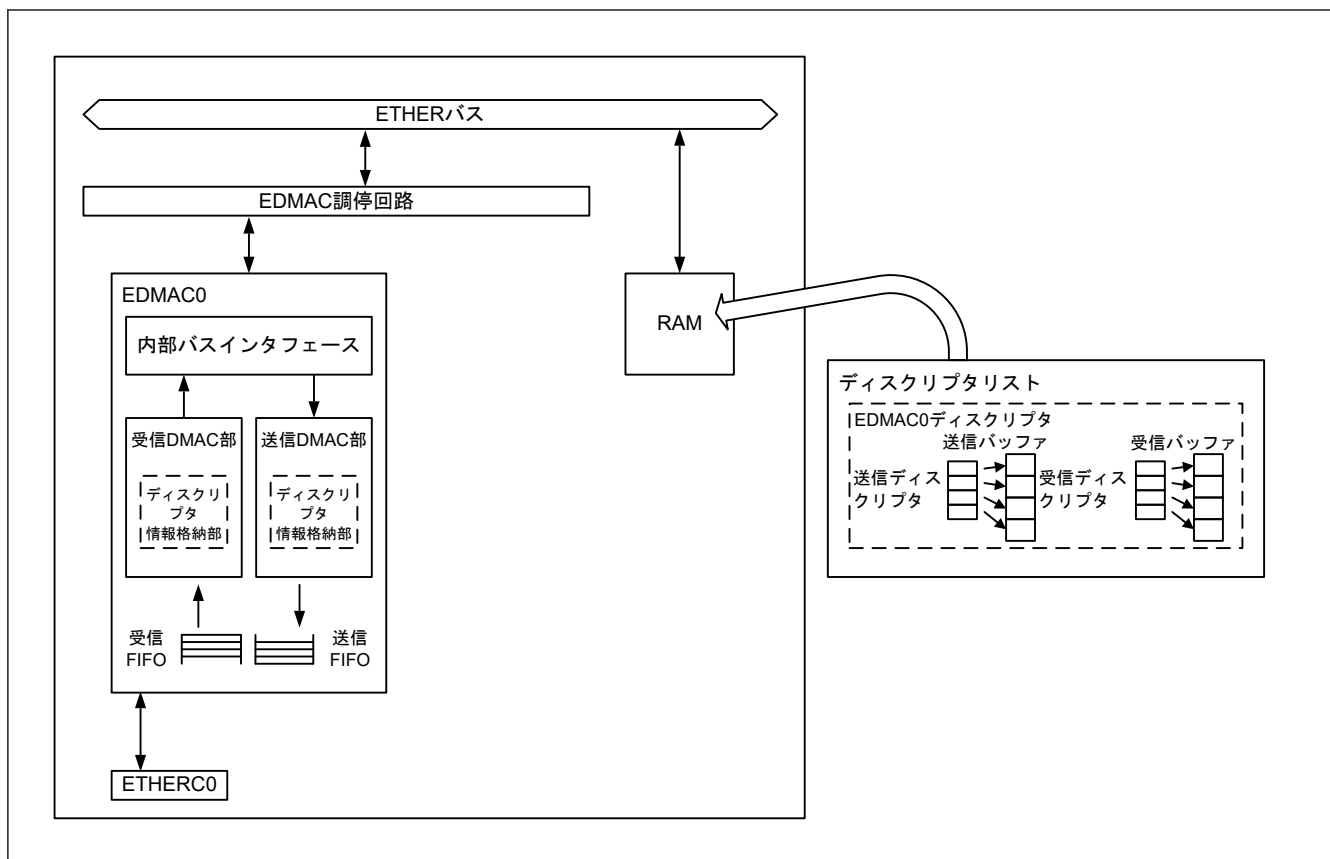 ETHERバス
EDMAC調停回路
EDMAC0
内部バスインタフェース
受信DMAC部
ディスクリ
プタ
情報格納部
送信DMAC部
ディスクリ
プタ
情報格納部
受信
FIFO
送信
FIFO
ETHERC0
RAM
ディスクリプタリスト
EDMAC0ディスクリプタ
送信バッファ
受信バッファ
送信ディス
クリプタ
受信ディス
クリプタ